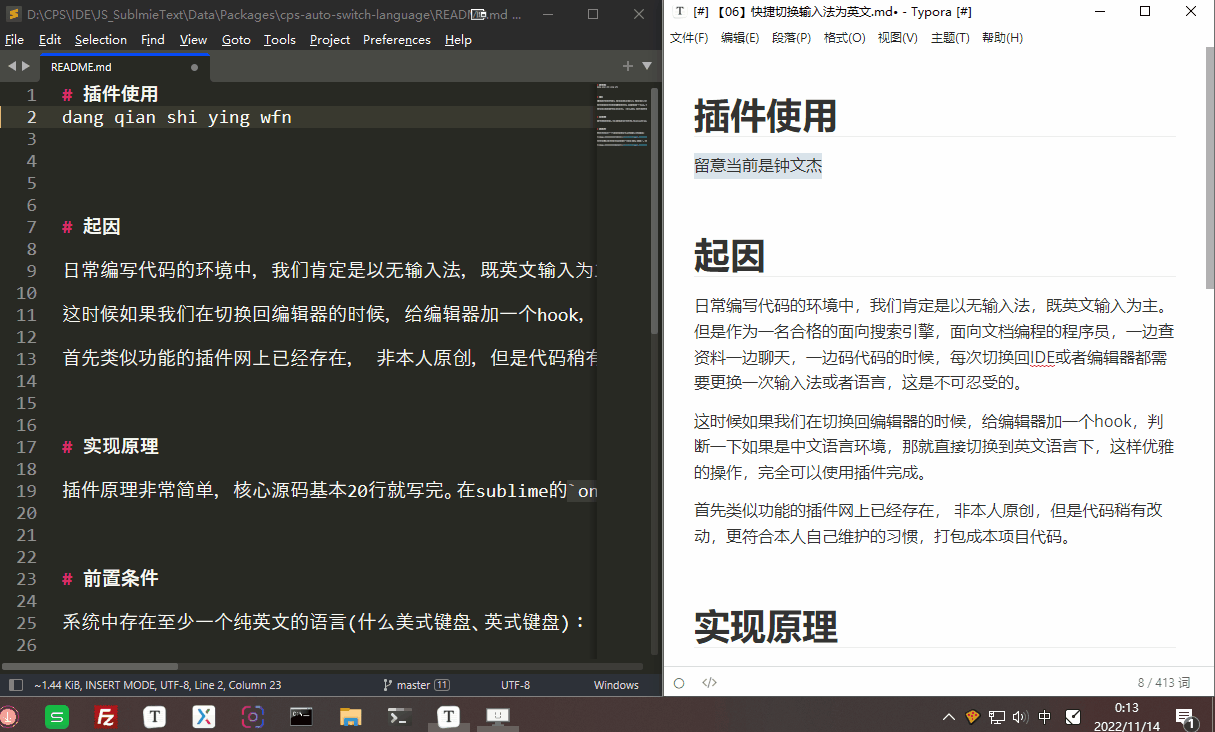 D:\CPS\IDE\JS_SublmieText\Data\Packages\cps-auto-switch-language\README.md ...
File Edit Selection Find View Goto Tools Project Preferences Help
README.md
1 # 插件使用
2 dang qian shi ying wfn
3
4
5
6
7 # 起因
8
9 日常编写代码的环境中，我们肯定是以无输入法，既英文输入为
10
11 这时候如果我们在切换回编辑器的时候，给编辑器加一个hook，
12
13 首先类似功能的插件网上已经存在， 非本人原创，但是代码稍有
14
15
16
17 # 实现原理
18
19 插件原理非常简单，核心源码基本20行就写完。在sublime的`on
20
21
22
23 # 前置条件
24
25 系统中存在至少一个纯英文的语言(什么美式键盘、英式键盘)：
26
~1.44 KiB, INSERT MODE, UTF-8, Line 2, Column 23 master 11 UTF-8 Windows
[#] 【06】快捷切换输入法为英文.md• - Typora [#]
文件(F) 编辑(E) 段落(P) 格式(O) 视图(V) 主题(T) 帮助(H)
插件使用
留意当前是钟文杰
起因
日常编写代码的环境中，我们肯定是以无输入法，既英文输入为主。
但是作为一名合格的面向搜索引擎，面向文档编程的程序员，一边查
资料一边聊天，一边码代码的时候，每次切换回IDE或者编辑器都需
要更换一次输入法或者语言，这是不可忍受的。
这时候如果我们在切换回编辑器的时候，给编辑器加一个hook，判
断一下如果是中文语言环境，那就直接切换到英文语言下，这样优雅
的操作，完全可以使用插件完成。
首先类似功能的插件网上已经存在， 非本人原创，但是代码稍有改
动，更符合本人自己维护的习惯，打包成本项目代码。
实现原理
</> 8 / 413 词
中 0:13
2022/11/14
1